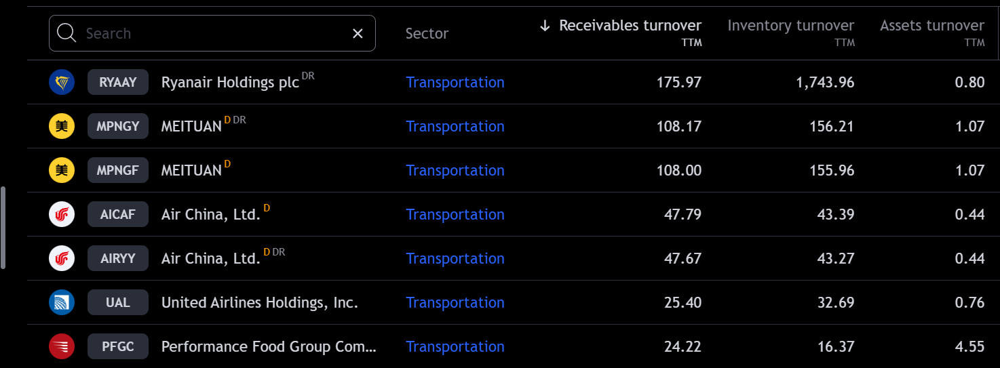 Search Sector ↓ Receivables turnover Inventory turnover Assets turnover
TTM TTM TTM
RYAAY Ryanair Holdings plc DR Transportation 175.97 1,743.96 0.80
美 MPNGY MEITUAN D DR Transportation 108.17 156.21 1.07
美 MPNGF MEITUAN D Transportation 108.00 155.96 1.07
AICAF Air China, Ltd. D Transportation 47.79 43.39 0.44
AIRYY Air China, Ltd. D DR Transportation 47.67 43.27 0.44
UAL United Airlines Holdings, Inc. Transportation 25.40 32.69 0.76
PFGC Performance Food Group Com... Transportation 24.22 16.37 4.55